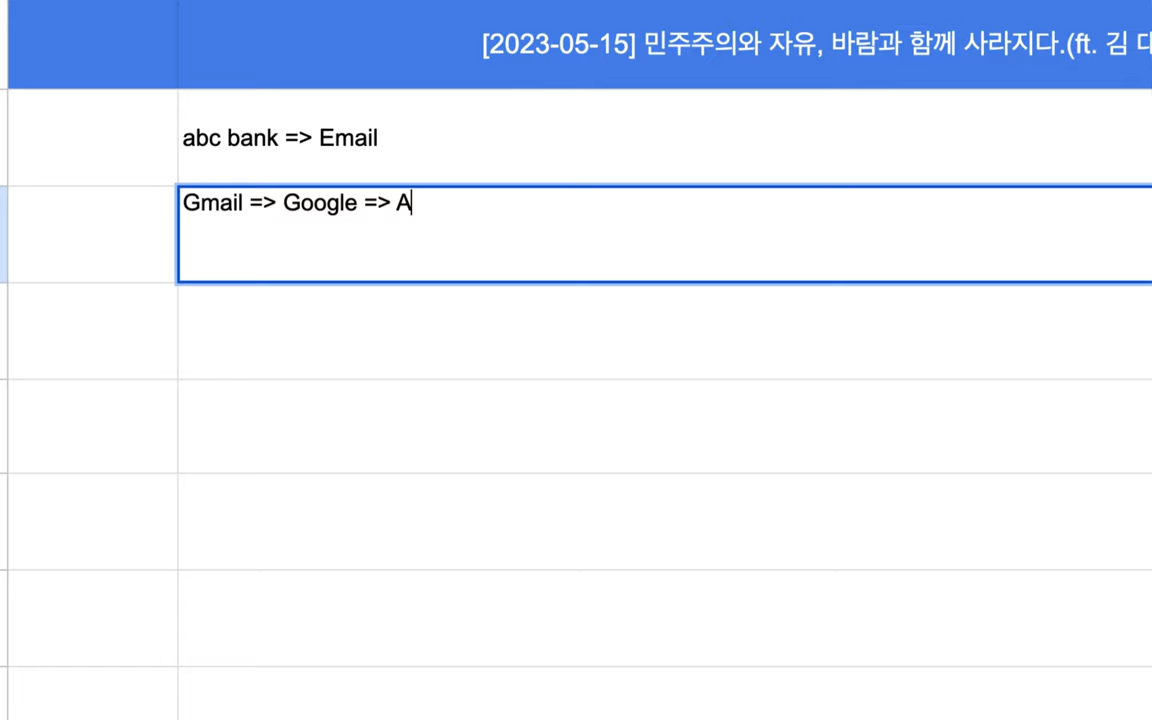 [2023-05-15] 민주주의와 자유, 바람과 함께 사라지다.(ft. 김 대
abc bank => Email
Gmail => Google => A